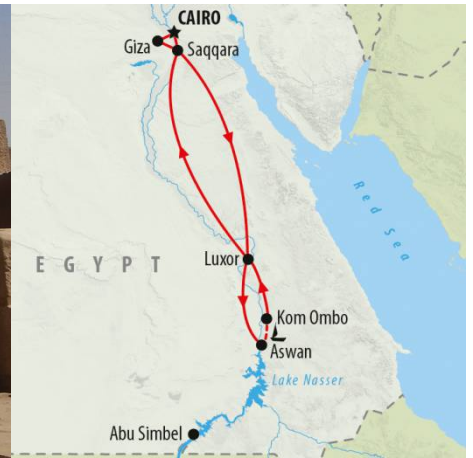 CAIRO
Giza
Saqqara
Red Sea
Luxor
EGYPT
Kom Ombo
Aswan
Lake Nasser
Abu Simbel